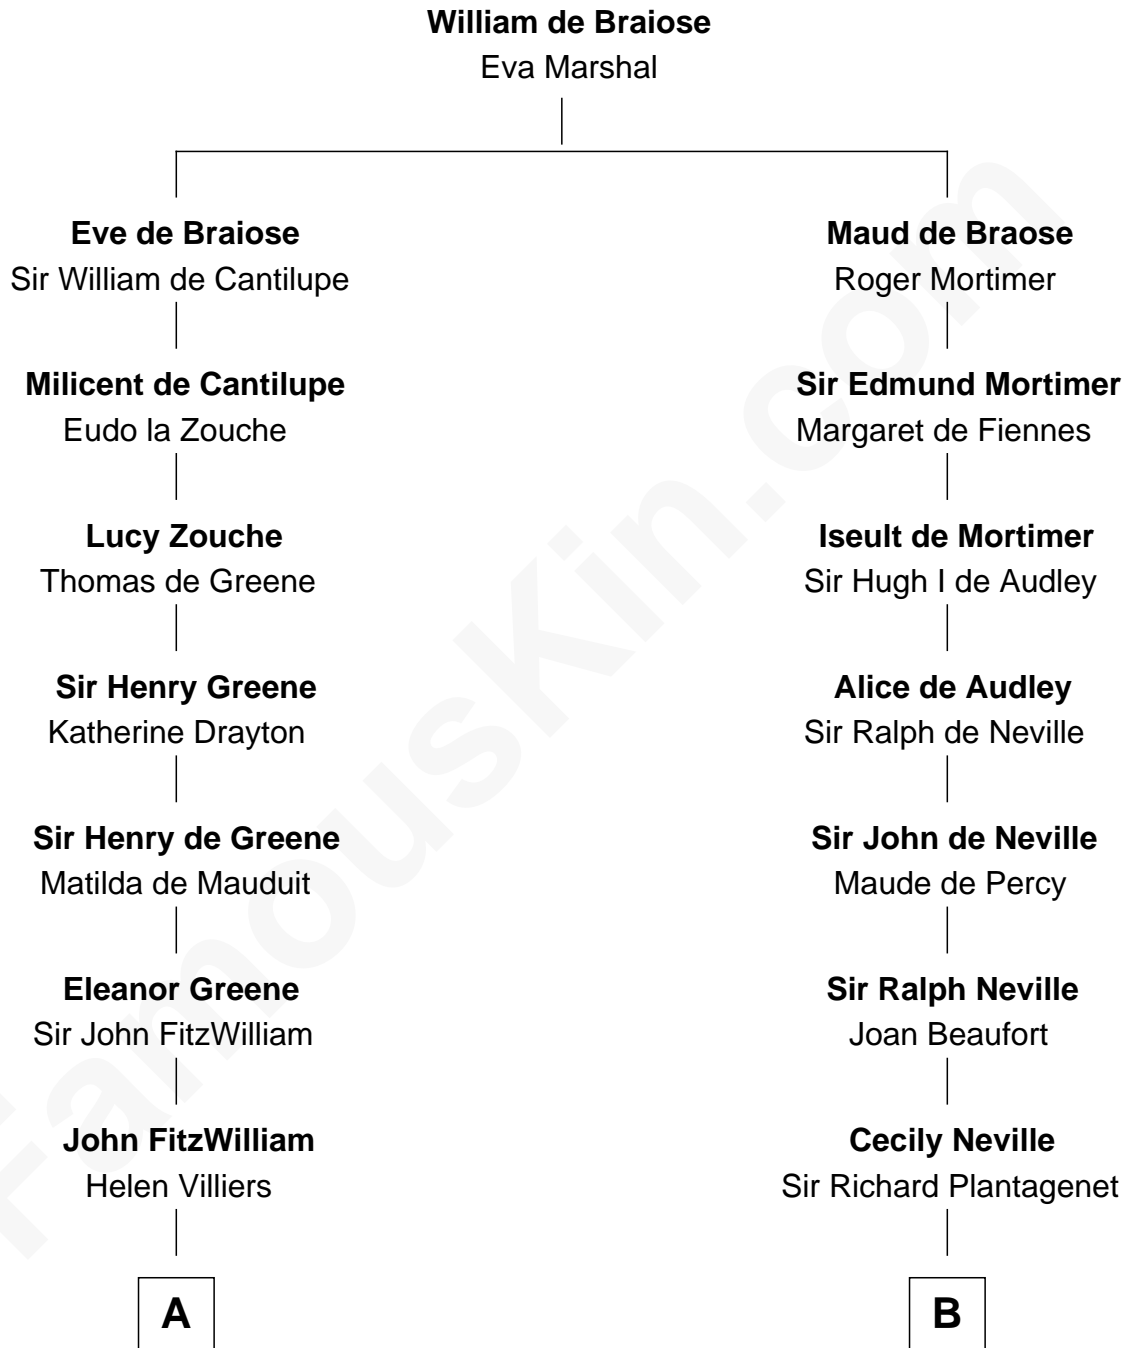 William de Braiose
Eva Marshal
Eve de Braiose
Sir William de Cantilupe
Maud de Braose
Roger Mortimer
Milicent de Cantilupe
Eudo la Zouche
Sir Edmund Mortimer
Margaret de Fiennes
Lucy Zouche
Thomas de Greene
Iseult de Mortimer
Sir Hugh I de Audley
Sir Henry Greene
Katherine Drayton
Alice de Audley
Sir Ralph de Neville
Sir Henry de Greene
Matilda de Mauduit
Sir John de Neville
Maude de Percy
Eleanor Greene
Sir John FitzWilliam
Sir Ralph Neville
Joan Beaufort
John FitzWilliam
Helen Villiers
Cecily Neville
Sir Richard Plantagenet
A
B
FamousKin.com